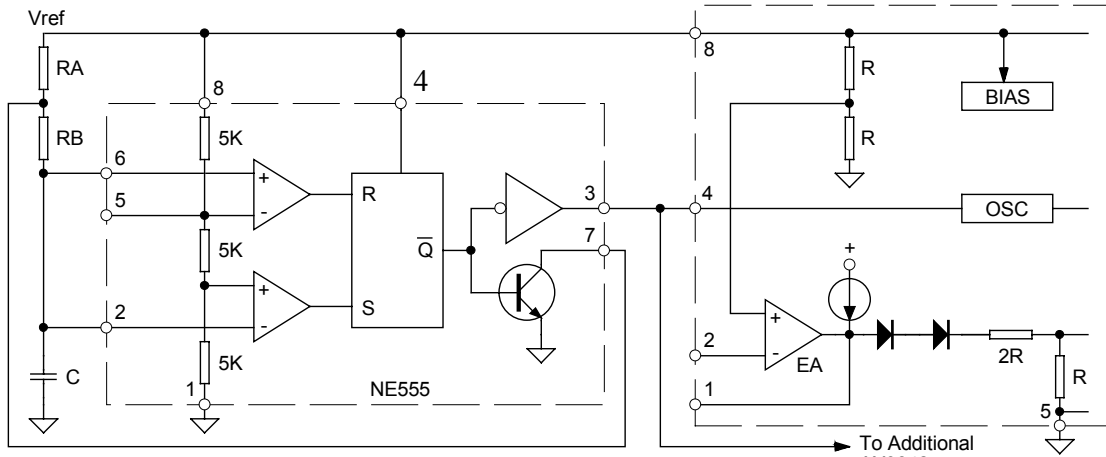 Vref
RA
8
4
8
R
BIAS
RB
5K
R
6
5
R
3
4
OSC
7
5K
Q
+
2
S
2
EA
2R
R
C
5K
1
NE555
1
5
To Additional
+
-
+
-
+
-